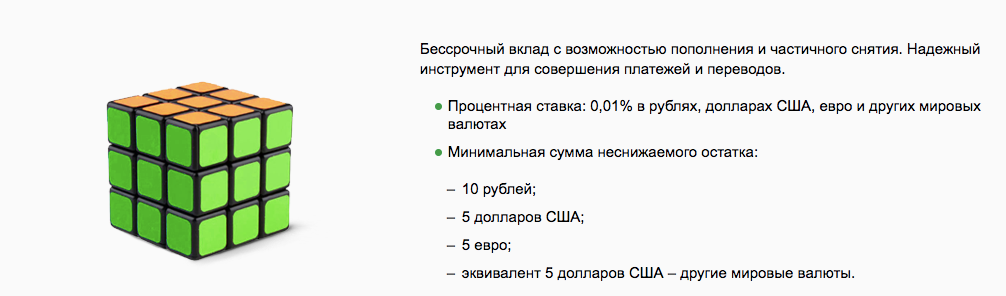 Бессрочный вклад с возможностью пополнения и частичного снятия. Надежный
инструмент для совершения платежей и переводов.
Процентная ставка: 0,01% в рублях, долларах США, евро и других мировых
валютах
Минимальная сумма неснижаемого остатка:
– 10 рублей;
– 5 долларов США;
– 5 евро;
– эквивалент 5 долларов США – другие мировые валюты.